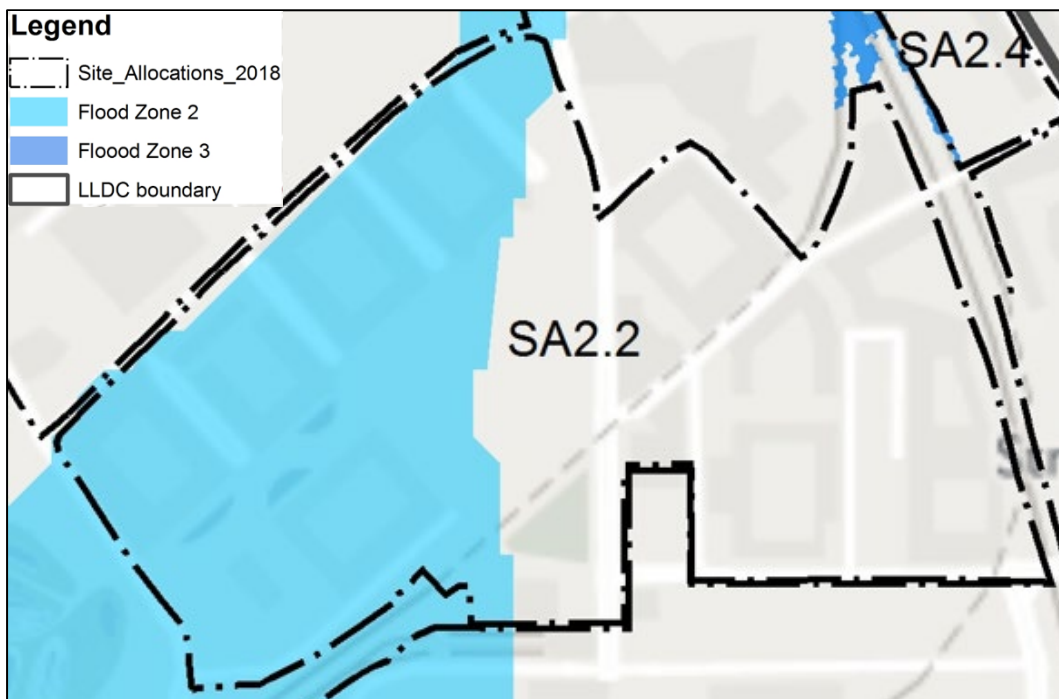 Legend
Site_Allocations_2018
Flood Zone 2
Floood Zone 3
LLDC boundary
SA2.4
SA2.2